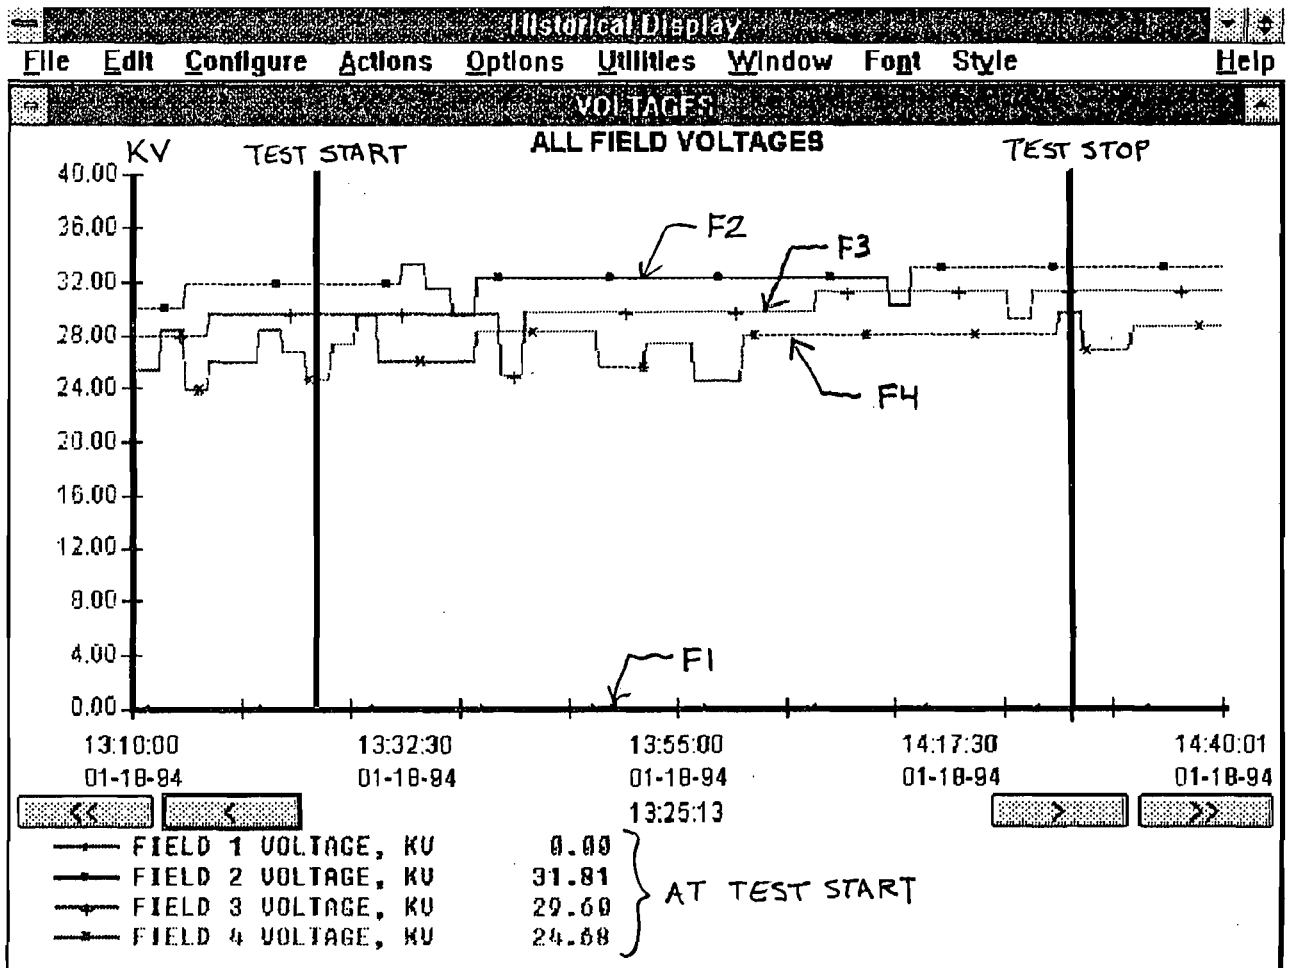 Historical Display
File Edit Configure Actions Options Utilities Window Font Style Help
VOLTAGES
ALL FIELD VOLTAGES
KV TEST START TEST STOP
40.00
36.00
F2
F3
32.00
28.00
24.00
F4
20.00
16.00
12.00
8.00
4.00
F1
0.00
13:10:00 13:32:30 13:55:00 14:17:30 14:40:01
01-18-94 01-18-94 01-18-94 01-18-94 01-18-94
<< < 13:25:13 > >>
FIELD 1 VOLTAGE, KV 0.00
FIELD 2 VOLTAGE, KV 31.81
FIELD 3 VOLTAGE, KV 29.60
FIELD 4 VOLTAGE, KV 24.68
AT TEST START